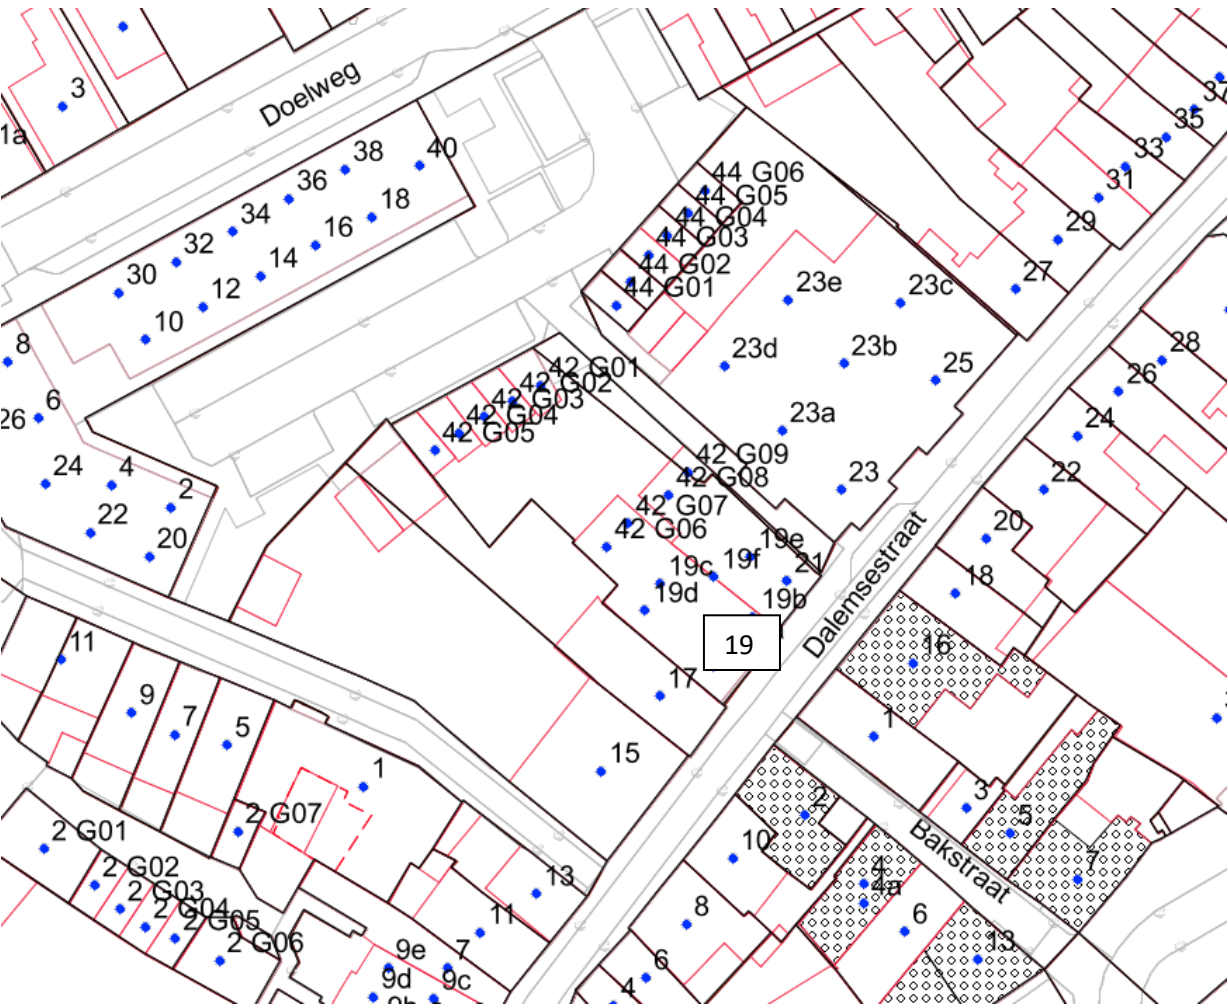 3
1a
Doelweg
37
35
33
31
29
27
40
38
36
34
32
30
18
16
14
12
10
44 G06
44 G05
44 G04
44 G03
44 G02
44 G01
23e
23c
23d
23b
25
23a
23
8
6
26
24
4
2
22
20
42 G01
42 G02
42 G03
42 G04
42 G05
42 G09
42 G08
42 G07
42 G06
19e
19f
19c
21
19d
19b
19
17
15
Dalemsestraat
28
26
24
22
20
18
16
1
3
5
7
2
Bakstraat
10
4
4a
6
13
8
6
4
11
9
7
5
1
2 G07
2 G01
2 G02
2 G03
2 G04
2 G05
2 G06
13
11
7
9e
9d
9c
9b